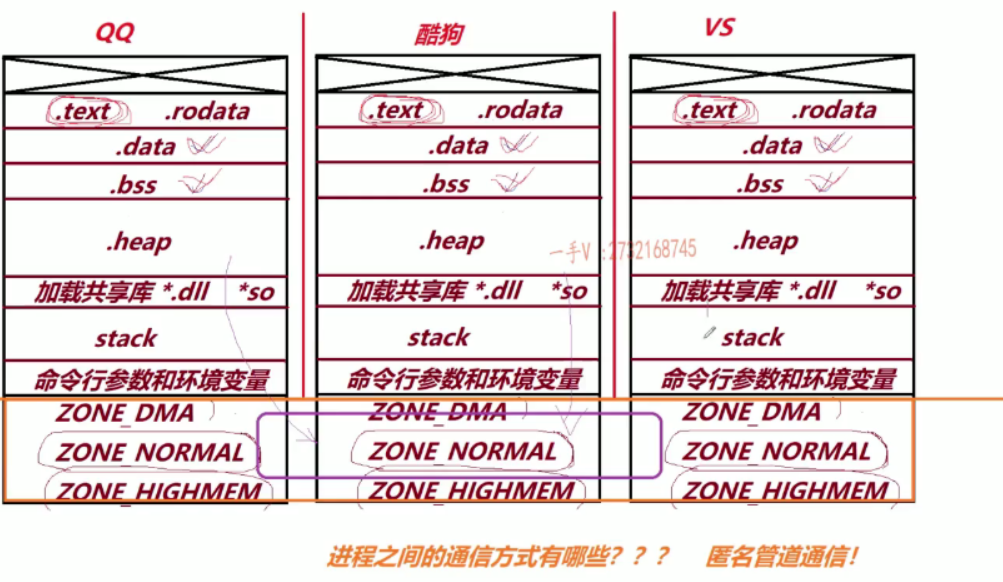 QQ 酷狗 VS
.text .rodata .text .rodata .text .rodata
.data .data .data
.bss .bss .bss
.heap .heap .heap
一手V :2732168745
加载共享库 *.dll *so 加载共享库 *.dll *so 加载共享库 *.dll *so
stack stack stack
命令行参数和环境变量 命令行参数和环境变量 命令行参数和环境变量
ZONE_DMA ZONE_DMA ZONE_DMA
ZONE_NORMAL ZONE_NORMAL ZONE_NORMAL
ZONE_HIGHMEM ZONE_HIGHMEM ZONE_HIGHMEM
进程之间的通信方式有哪些？？？ 匿名管道通信！